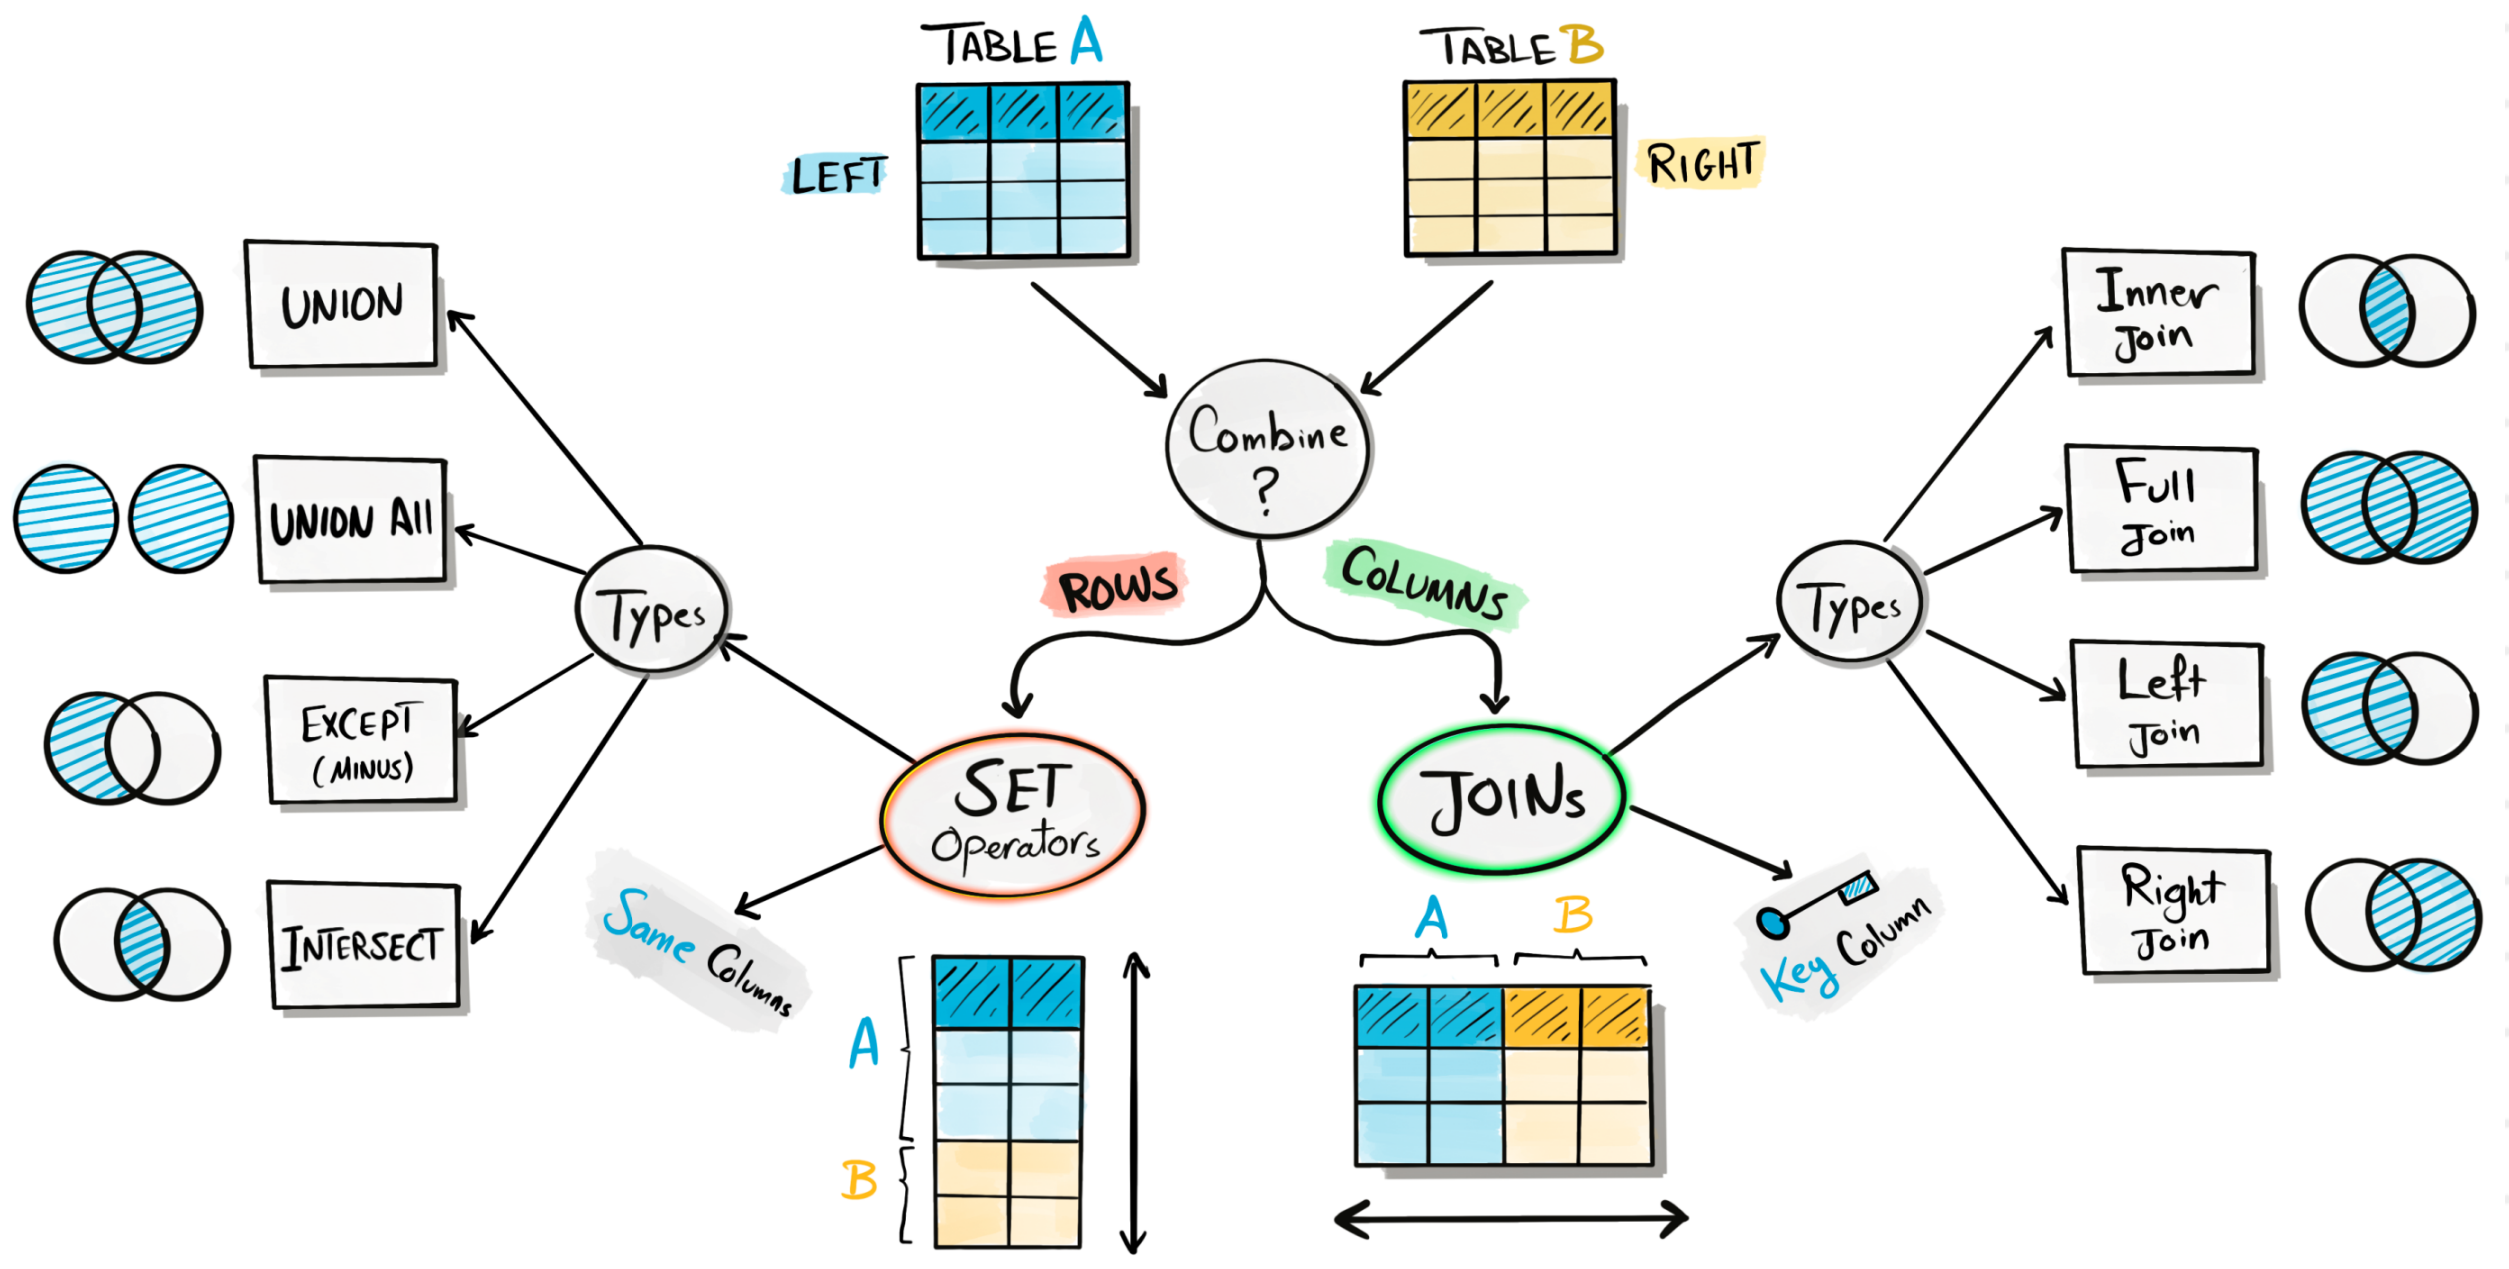 TABLE A
TABLE B
LEFT
RIGHT
Combine
?
ROWS
COLUMNS
SET
Operators
JOINs
Types
UNION
UNION All
EXCEPT
(MINUS)
INTERSECT
Same Columns
A
B
Types
Inner
Join
Full
Join
Left
Join
Right
Join
Key Column
A
B